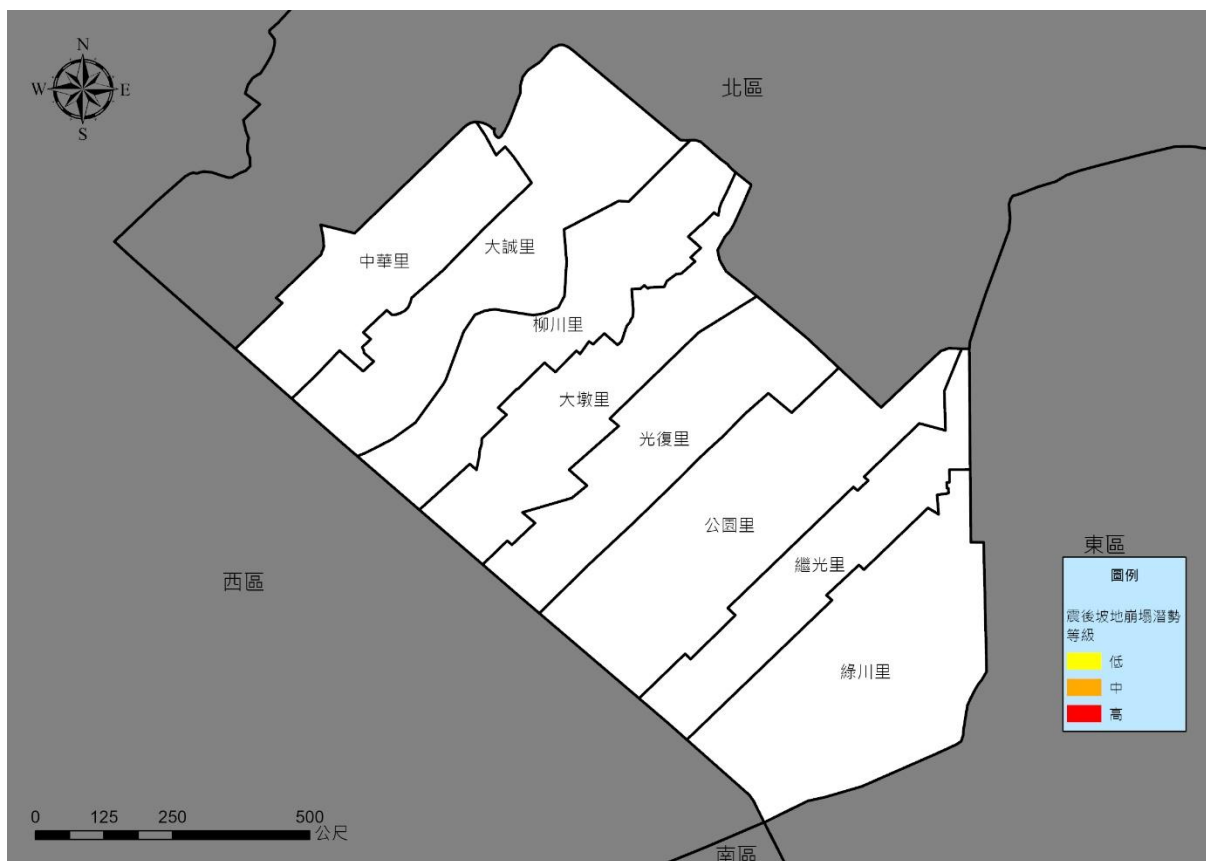 N
W E
S
北區
中華里
大誠里
柳川里
大墩里
光復里
公園里
繼光里
綠川里
西區
東區
圖例
震後坡地崩塌潛勢
等級
低
中
高
0 125 250 500
公尺
南區